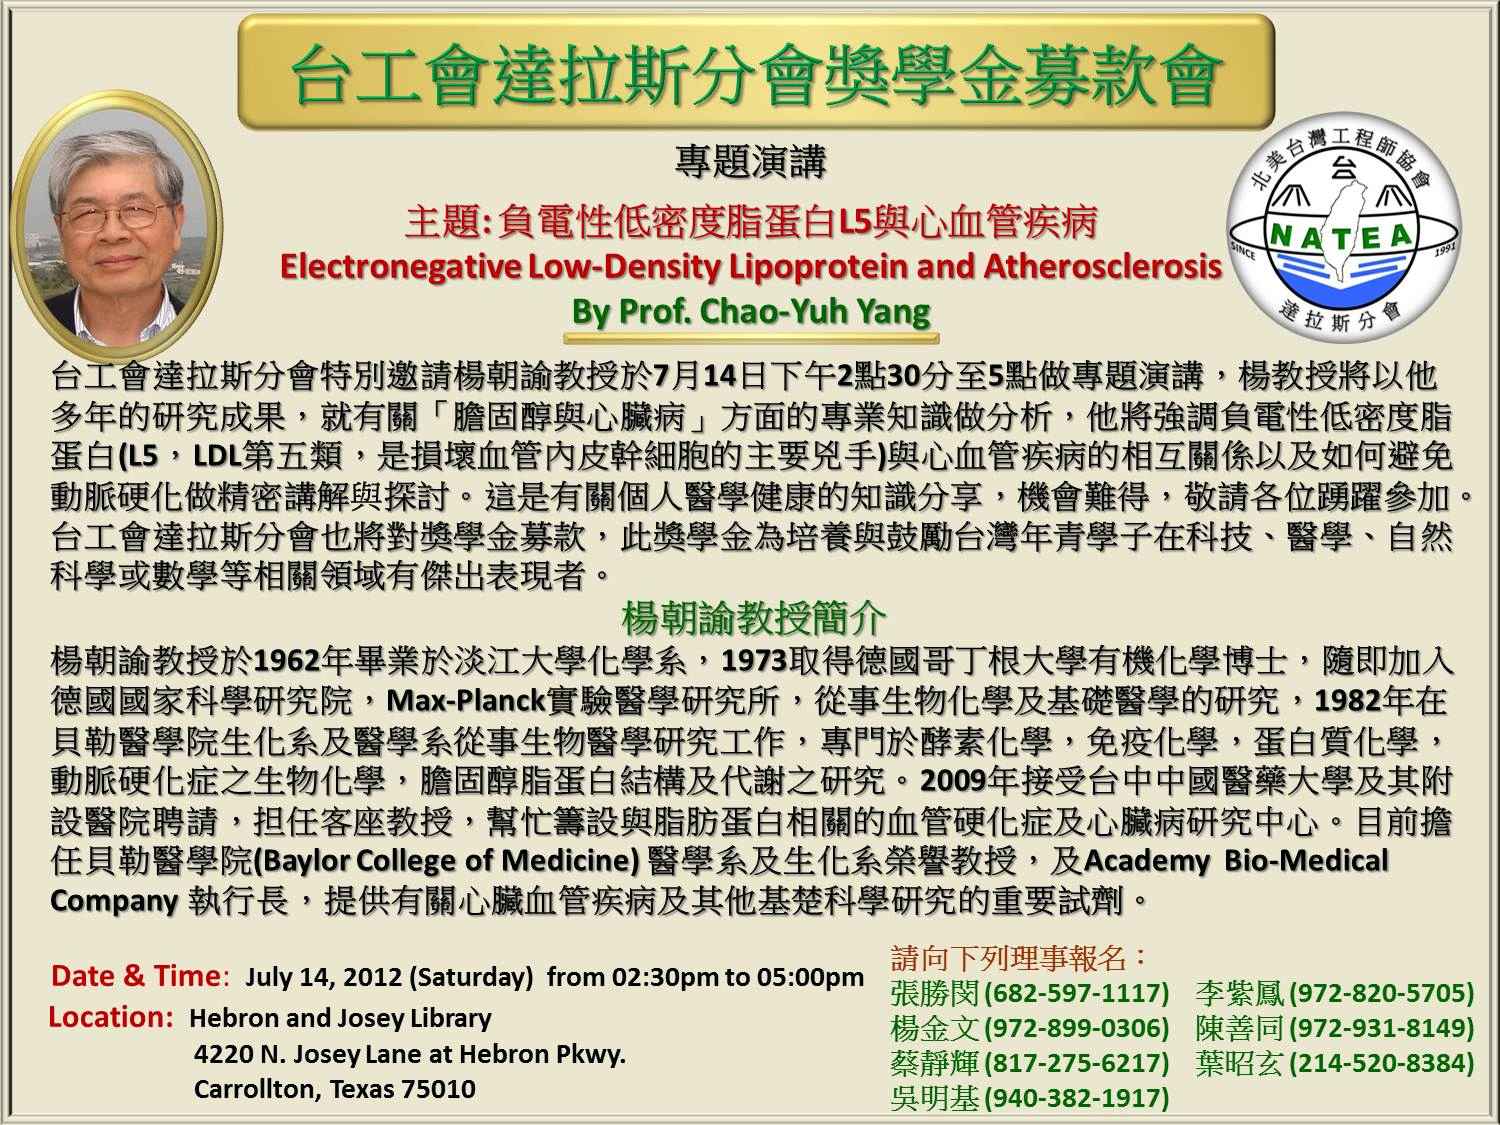 台工會達拉斯分會獎學金募款會
專題演講
主題: 負電性低密度脂蛋白L5與心血管疾病
Electronegative Low-Density Lipoprotein and Atherosclerosis
By Prof. Chao-Yuh Yang
北美台灣工程師協會
台
NATEA
SINCE 1991
達拉斯分會
台工會達拉斯分會特別邀請楊朝諭教授於7月14日下午2點30分至5點做專題演講，楊教授將以他
多年的研究成果，就有關「膽固醇與心臟病」方面的專業知識做分析，他將強調負電性低密度脂
蛋白(L5，LDL第五類，是損壞血管內皮幹細胞的主要兇手)與心血管疾病的相互關係以及如何避免
動脈硬化做精密講解與探討。這是有關個人醫學健康的知識分享，機會難得，敬請各位踴躍參加。
台工會達拉斯分會也將對獎學金募款，此獎學金為培養與鼓勵台灣年青學子在科技、醫學、自然
科學或數學等相關領域有傑出表現者。
楊朝諭教授簡介
楊朝諭教授於1962年畢業於淡江大學化學系，1973取得德國哥丁根大學有機化學博士，隨即加入
德國國家科學研究院，Max-Planck實驗醫學研究所，從事生物化學及基礎醫學的研究，1982年在
貝勒醫學院生化系及醫學系從事生物醫學研究工作，專門於酵素化學，免疫化學，蛋白質化學，
動脈硬化症之生物化學，膽固醇脂蛋白結構及代謝之研究。2009年接受台中中國醫藥大學及其附
設醫院聘請，担任客座教授，幫忙籌設與脂肪蛋白相關的血管硬化症及心臟病研究中心。目前擔
任貝勒醫學院(Baylor College of Medicine) 醫學系及生化系榮譽教授，及Academy Bio-Medical
Company 執行長，提供有關心臟血管疾病及其他基楚科學研究的重要試劑。
Date & Time: July 14, 2012 (Saturday) from 02:30pm to 05:00pm
Location: Hebron and Josey Library
4220 N. Josey Lane at Hebron Pkwy.
Carrollton, Texas 75010
請向下列理事報名：
張勝閔 (682-597-1117) 李紫鳳 (972-820-5705)
楊金文 (972-899-0306) 陳善同 (972-931-8149)
蔡靜輝 (817-275-6217) 葉昭玄 (214-520-8384)
吳明基 (940-382-1917)